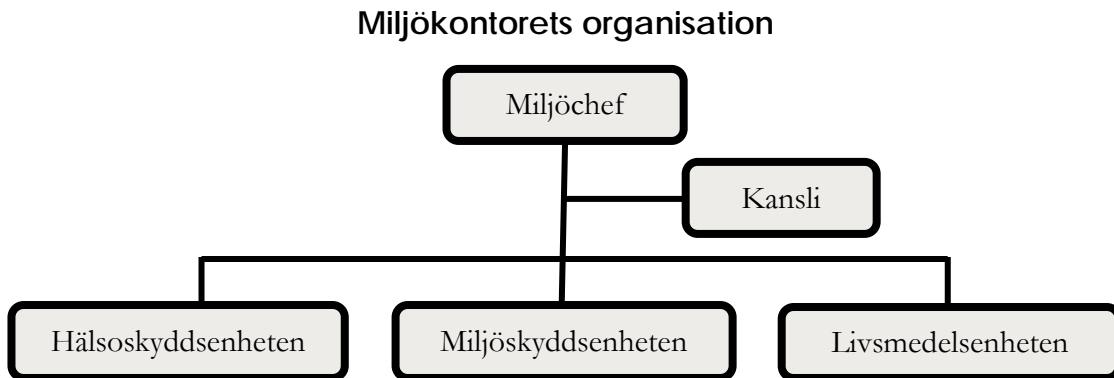 Miljökontorets organisation
Miljöchef
Kansli
Hälsoskyddsenheten
Miljöskyddsenheten
Livsmedelsenheten